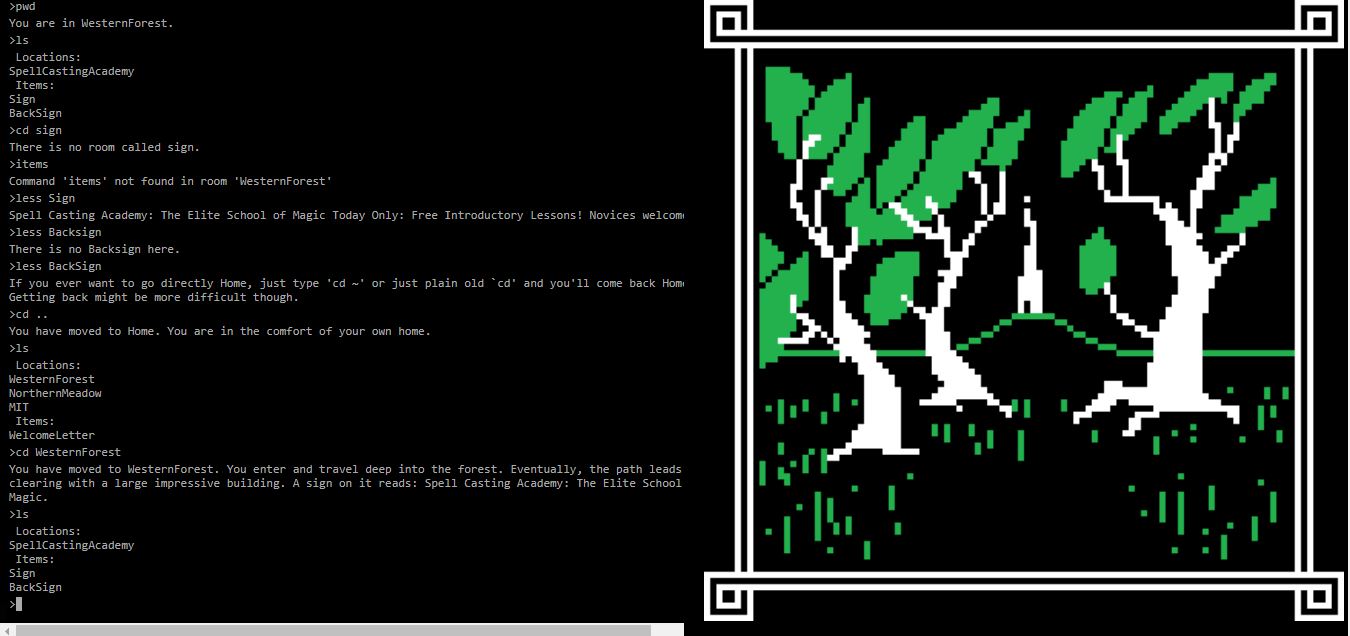 >pwd
You are in WesternForest.
>ls
Locations:
SpellCastingAcademy
Items:
Sign
BackSign
>cd sign
There is no room called sign.
>items
Command 'items' not found in room 'WesternForest'
>less Sign
Spell Casting Academy: The Elite School of Magic Today Only: Free Introductory Lessons! Novices welcome
>less Backsign
There is no Backsign here.
>less BackSign
If you ever want to go directly Home, just type 'cd ~' or just plain old `cd' and you'll come back Home
Getting back might be more difficult though.
>cd ..
You have moved to Home. You are in the comfort of your own home.
>ls
Locations:
WesternForest
NorthernMeadow
MIT
Items:
WelcomeLetter
>cd WesternForest
You have moved to WesternForest. You enter and travel deep into the forest. Eventually, the path leads
clearing with a large impressive building. A sign on it reads: Spell Casting Academy: The Elite School
Magic.
>ls
Locations:
SpellCastingAcademy
Items:
Sign
BackSign
>